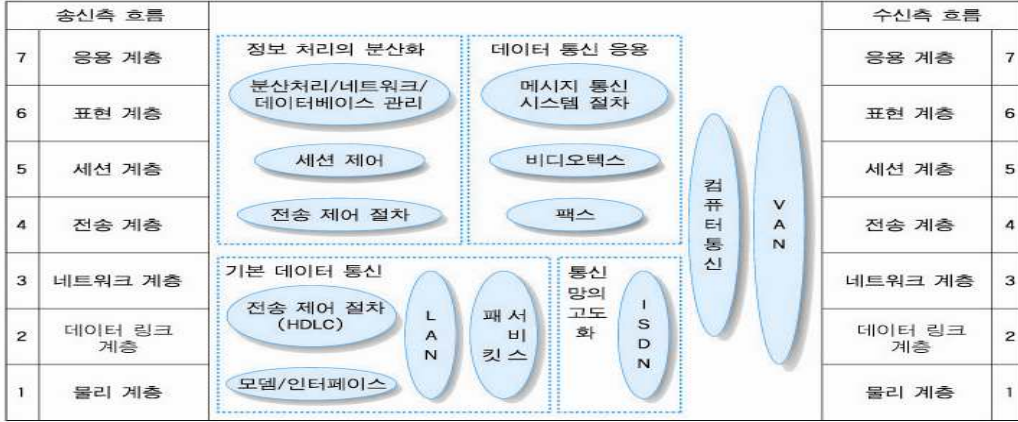 송신측 흐름
7 응용 계층
6 표현 계층
5 세션 계층
4 전송 계층
3 네트워크 계층
2 데이터 링크
계층
1 물리 계층
정보 처리의 분산화
분산처리/네트워크/
데이터베이스 관리
세션 제어
전송 제어 절차
데이터 통신 응용
메시지 통신
시스템 절차
비디오텍스
팩스
기본 데이터 통신
전송 제어 절차
(HDLC)
모뎀/인터페이스
L
A
N
패 서
비
킷 스
통신
망의
고도
화
I
S
D
N
컴
퓨
터
통
신
V
A
N
수신측 흐름
응용 계층 7
표현 계층 6
세션 계층 5
전송 계층 4
네트워크 계층 3
데이터 링크
계층 2
물리 계층 1